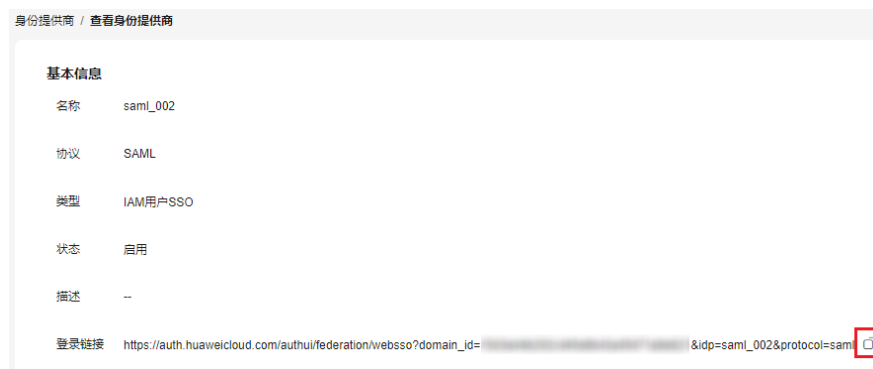 身份提供商 / 查看身份提供商
基本信息
名称 saml_002
协议 SAML
类型 IAM用户SSO
状态 启用
描述 --
登录链接 https://auth.huaweicloud.com/authui/federation/websso?domain_id= &idp=saml_002&protocol=saml